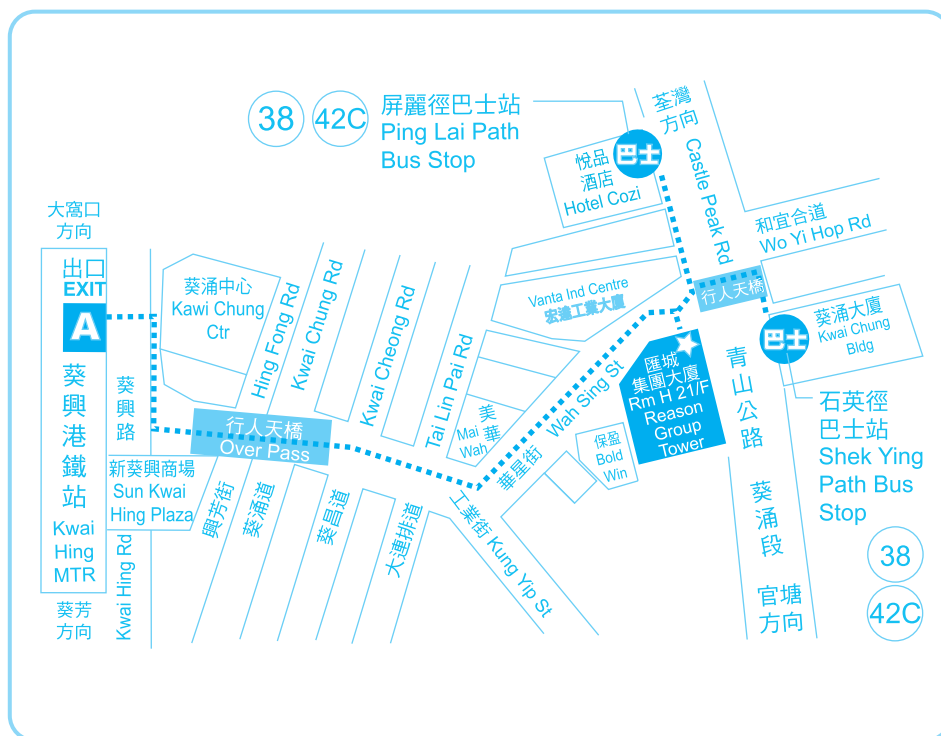 38
42C
屏麗徑巴士站
Ping Lai Path
Bus Stop
荃灣
方向
Castle Peak Rd
巴士
悅品
酒店
Hotel Cozi
和宜合道
Wo Yi Hop Rd
大窩口
方向
出口
EXIT
A
葵興港鐵站
Kwai
Hing
MTR
葵芳
方向
葵興路
Kwai Hing Rd
葵涌中心
Kawi Chung
Ctr
Hing Fong Rd
Kwai Chung Rd
Kwai Cheong Rd
Tai Lin Pai Rd
行人天橋
Over Pass
新葵興商場
Sun Kwai
Hing Plaza
興芳街
葵涌道
葵昌道
大連排道
美華
Mai
Wah
Vanta Ind Centre
宏達工業大廈
華星街
Wah Sing St
工業街 Kung Yip St
保盈
Bold
Win
匯城
集團大廈
Rm H 21/F
Reason
Group
Tower
行人天橋
巴士
葵涌大廈
Kwai Chung
Bldg
青山公路
葵涌段
官塘
方向
石英徑
巴士站
Shek Ying
Path Bus
Stop
38
42C